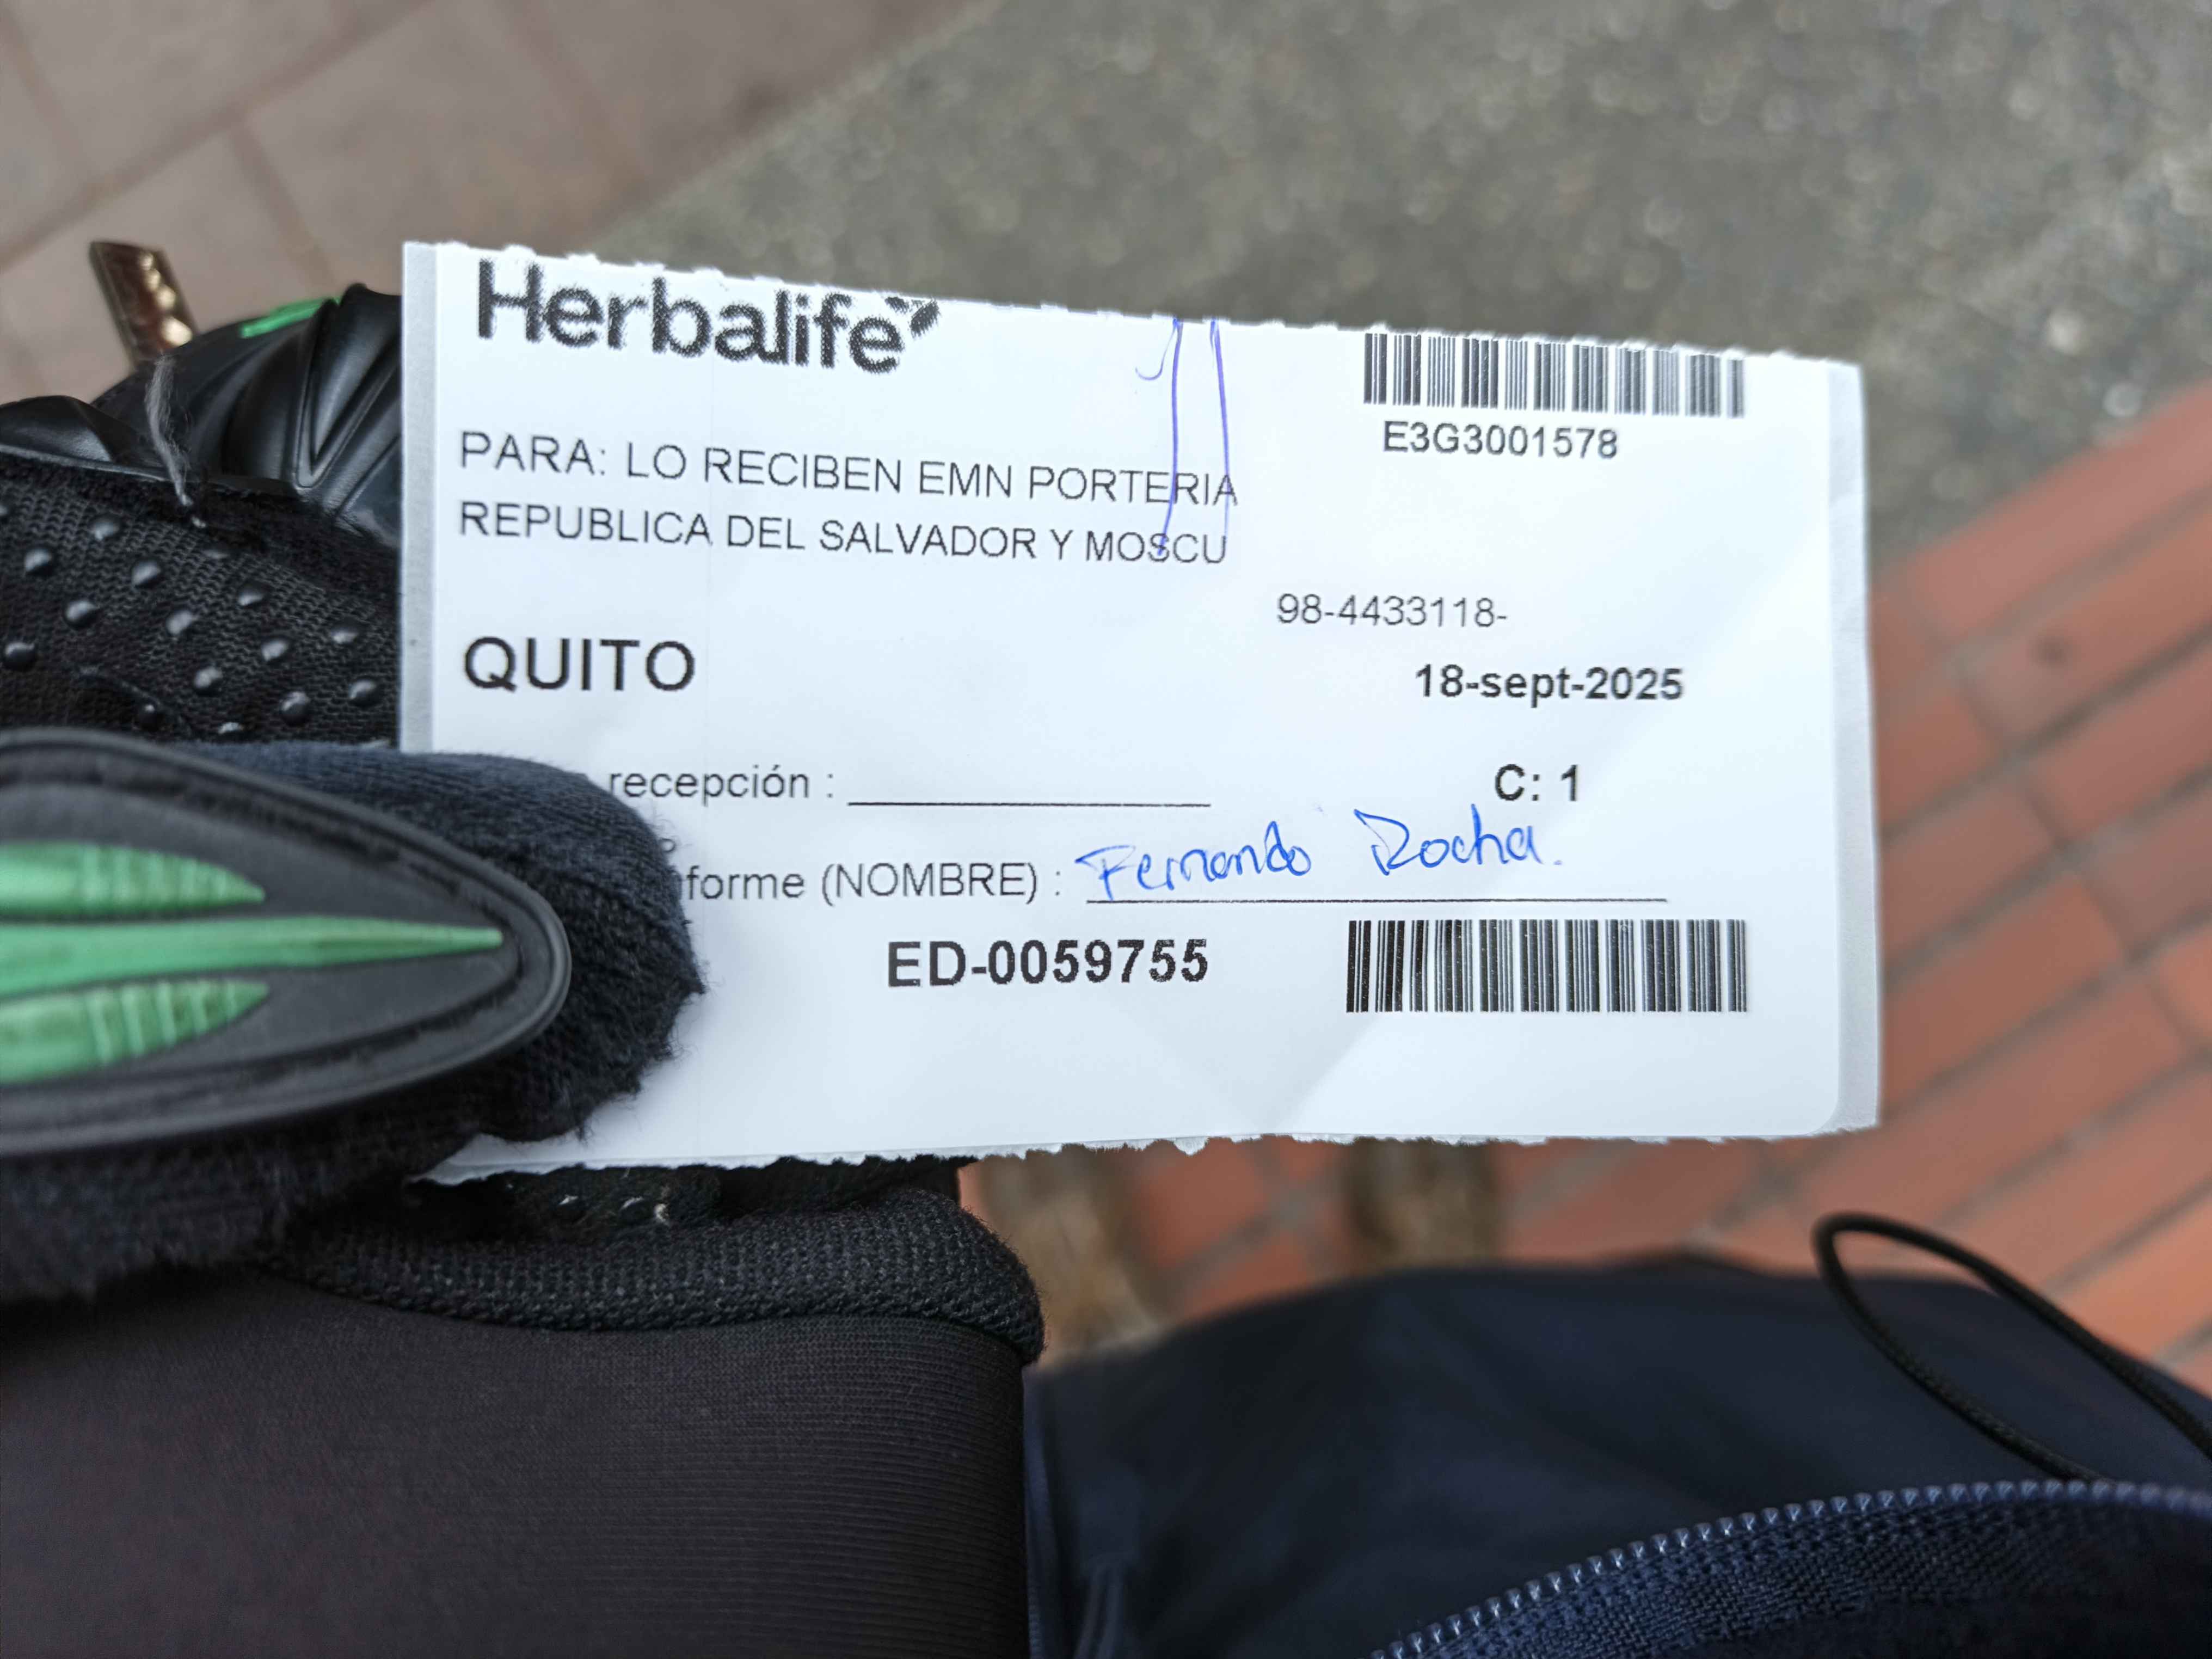 Herbalife
E3G3001578
PARA: LO RECIBEN EMN PORTERIA
REPUBLICA DEL SALVADOR Y MOSCU
98-4433118-
QUITO
18-sept-2025
recepción :
C: 1
forme (NOMBRE) : Fernando Rocha.
ED-0059755